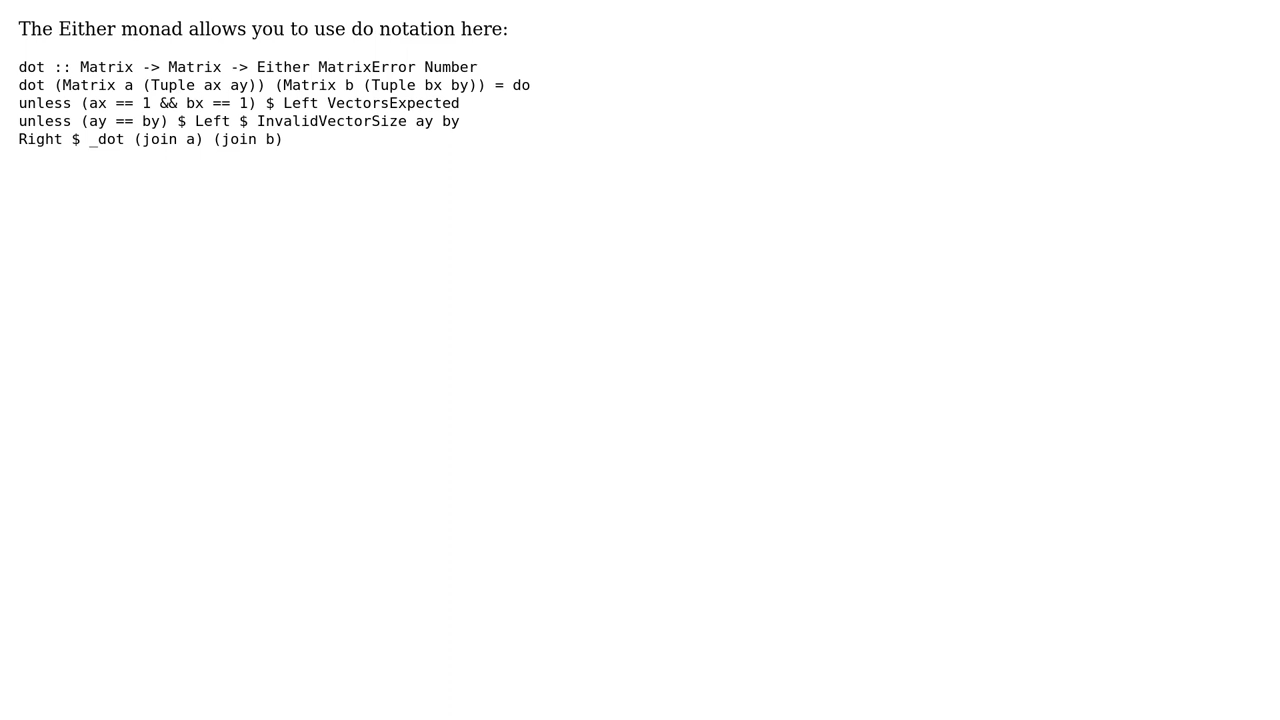 The Either monad allows you to use do notation here:
dot :: Matrix -> Matrix -> Either MatrixError Number
dot (Matrix a (Tuple ax ay)) (Matrix b (Tuple bx by)) = do
unless (ax == 1 && bx == 1) $ Left VectorsExpected
unless (ay == by) $ Left $ InvalidVectorSize ay by
Right $ _dot (join a) (join b)